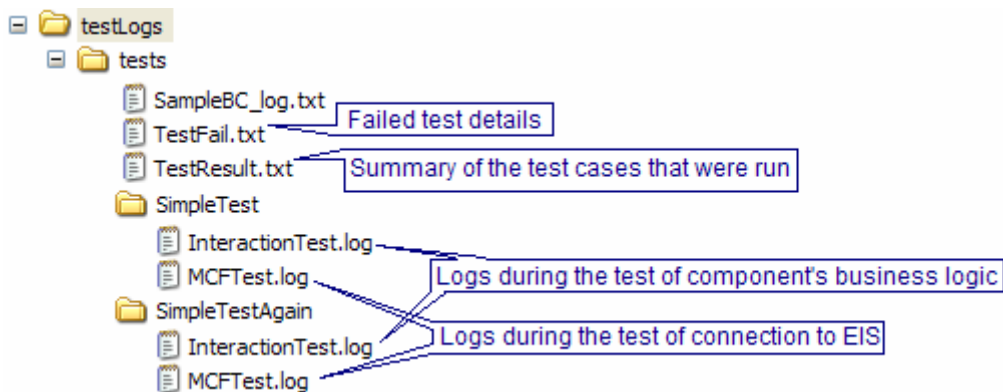 testLogs
tests
SampleBC_log.txt
Failed test details
TestFail.txt
TestResult.txt
Summary of the test cases that were run
SimpleTest
InteractionTest.log
MCFTest.log
Logs during the test of component's business logic
SimpleTestAgain
Logs during the test of connection to EIS
InteractionTest.log
MCFTest.log